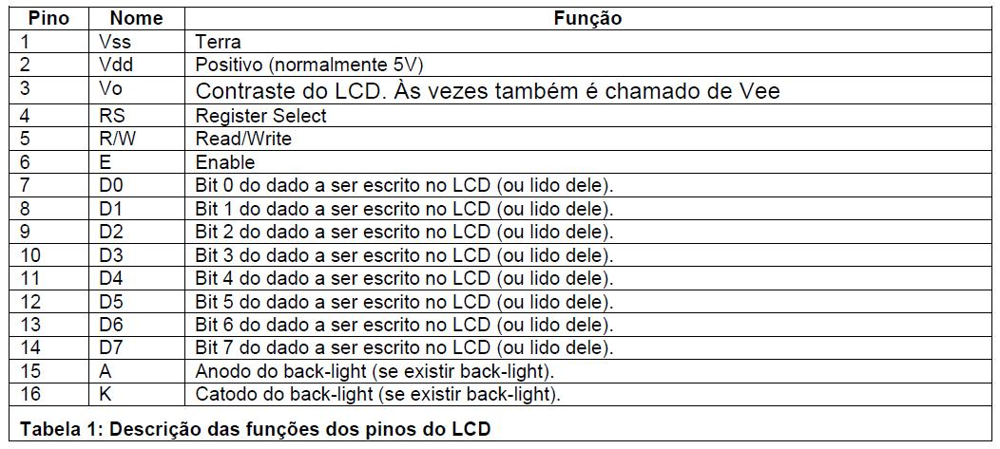 Pino Nome Função
1 Vss Terra
2 Vdd Positivo (normalmente 5V)
3 Vo Contraste do LCD. Às vezes também é chamado de Vee
4 RS Register Select
5 R/W Read/Write
6 E Enable
7 D0 Bit 0 do dado a ser escrito no LCD (ou lido dele).
8 D1 Bit 1 do dado a ser escrito no LCD (ou lido dele).
9 D2 Bit 2 do dado a ser escrito no LCD (ou lido dele).
10 D3 Bit 3 do dado a ser escrito no LCD (ou lido dele).
11 D4 Bit 4 do dado a ser escrito no LCD (ou lido dele).
12 D5 Bit 5 do dado a ser escrito no LCD (ou lido dele).
13 D6 Bit 6 do dado a ser escrito no LCD (ou lido dele).
14 D7 Bit 7 do dado a ser escrito no LCD (ou lido dele).
15 A Anodo do back-light (se existir back-light).
16 K Catodo do back-light (se existir back-light).
Tabela 1: Descrição das funções dos pinos do LCD